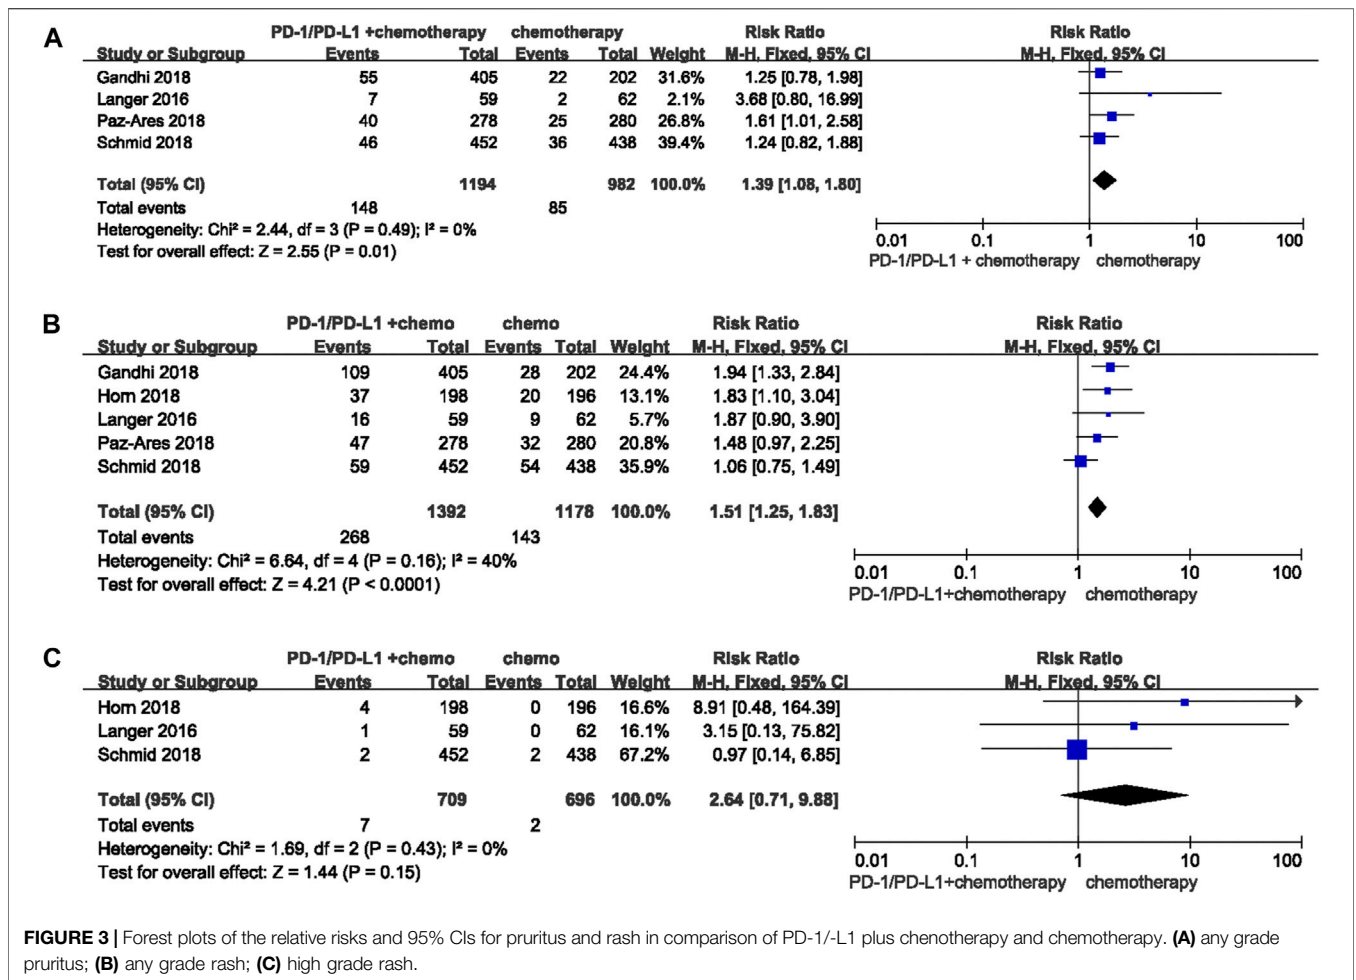 A
PD-1/PD-L1 +chemotherapy chemotherapy Risk Ratio Risk Ratio
Study or Subgroup Events Total Events Total Weight M-H, Fixed, 95% CI M-H, Fixed, 95% CI
Gandhi 2018 55 405 22 202 31.6% 1.25 [0.78, 1.98]
Langer 2016 7 59 2 62 2.1% 3.68 [0.80, 16.99]
Paz-Ares 2018 40 278 25 280 26.8% 1.61 [1.01, 2.58]
Schmid 2018 46 452 36 438 39.4% 1.24 [0.82, 1.88]
Total (95% CI) 1194 982 100.0% 1.39 [1.08, 1.80]
Total events 148 85
Heterogeneity: Chi² = 2.44, df = 3 (P = 0.49); I² = 0%
Test for overall effect: Z = 2.55 (P = 0.01)
0.01 0.1 1 10 100
PD-1/PD-L1 + chemotherapy chemotherapy
B
PD-1/PD-L1 +chemo chemo Risk Ratio Risk Ratio
Study or Subgroup Events Total Events Total Weight M-H, Fixed, 95% CI M-H, Fixed, 95% CI
Gandhi 2018 109 405 28 202 24.4% 1.94 [1.33, 2.84]
Horn 2018 37 198 20 196 13.1% 1.83 [1.10, 3.04]
Langer 2016 16 59 9 62 5.7% 1.87 [0.90, 3.90]
Paz-Ares 2018 47 278 32 280 20.8% 1.48 [0.97, 2.25]
Schmid 2018 59 452 54 438 35.9% 1.06 [0.75, 1.49]
Total (95% CI) 1392 1178 100.0% 1.51 [1.25, 1.83]
Total events 268 143
Heterogeneity: Chi² = 6.64, df = 4 (P = 0.16); I² = 40%
Test for overall effect: Z = 4.21 (P < 0.0001)
0.01 0.1 1 10 100
PD-1/PD-L1+chemotherapy chemotherapy
C
PD-1/PD-L1 +chemo chemo Risk Ratio Risk Ratio
Study or Subgroup Events Total Events Total Weight M-H, Fixed, 95% CI M-H, Fixed, 95% CI
Horn 2018 4 198 0 196 16.6% 8.91 [0.48, 164.39]
Langer 2016 1 59 0 62 16.1% 3.15 [0.13, 75.82]
Schmid 2018 2 452 2 438 67.2% 0.97 [0.14, 6.85]
Total (95% CI) 709 696 100.0% 2.64 [0.71, 9.88]
Total events 7 2
Heterogeneity: Chi² = 1.69, df = 2 (P = 0.43); I² = 0%
Test for overall effect: Z = 1.44 (P = 0.15)
0.01 0.1 1 10 100
PD-1/PD-L1+chemotherapy chemotherapy
FIGURE 3 | Forest plots of the relative risks and 95% CIs for pruritus and rash in comparison of PD-1/-L1 plus chenotherapy and chemotherapy. (A) any grade
pruritus; (B) any grade rash; (C) high grade rash.